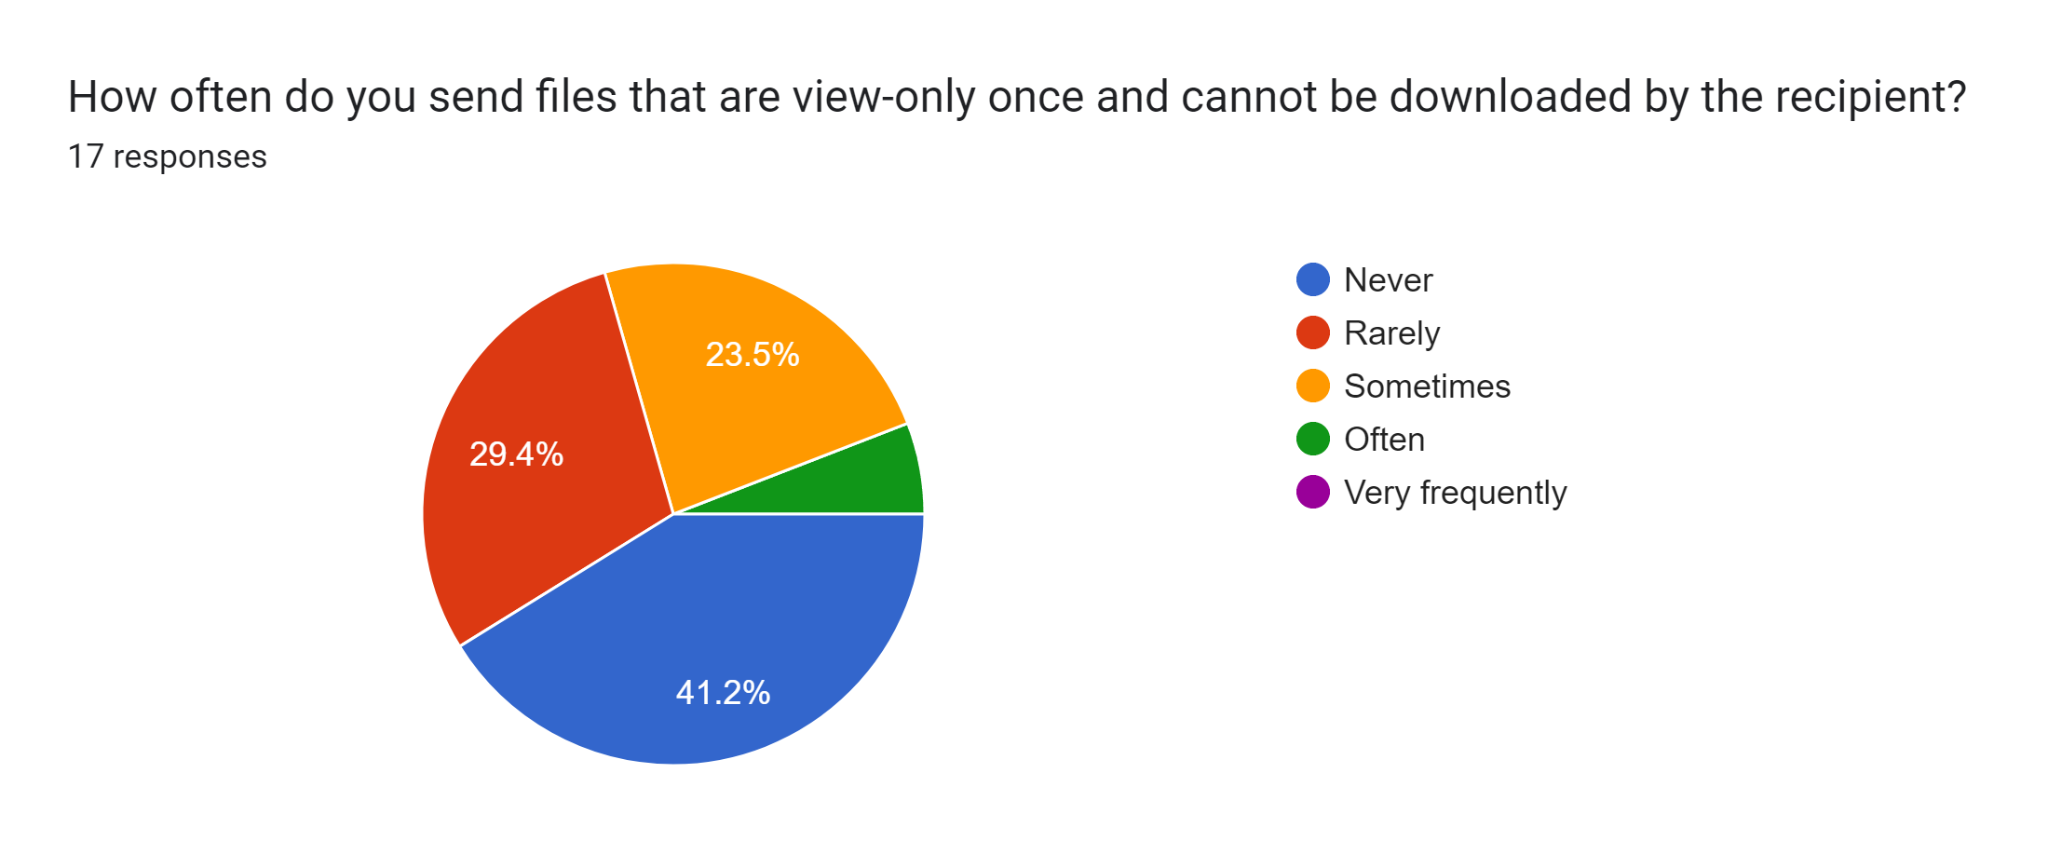 How often do you send files that are view-only once and cannot be downloaded by the recipient?
17 responses
23.5%
29.4%
41.2%
Never
Rarely
Sometimes
Often
Very frequently